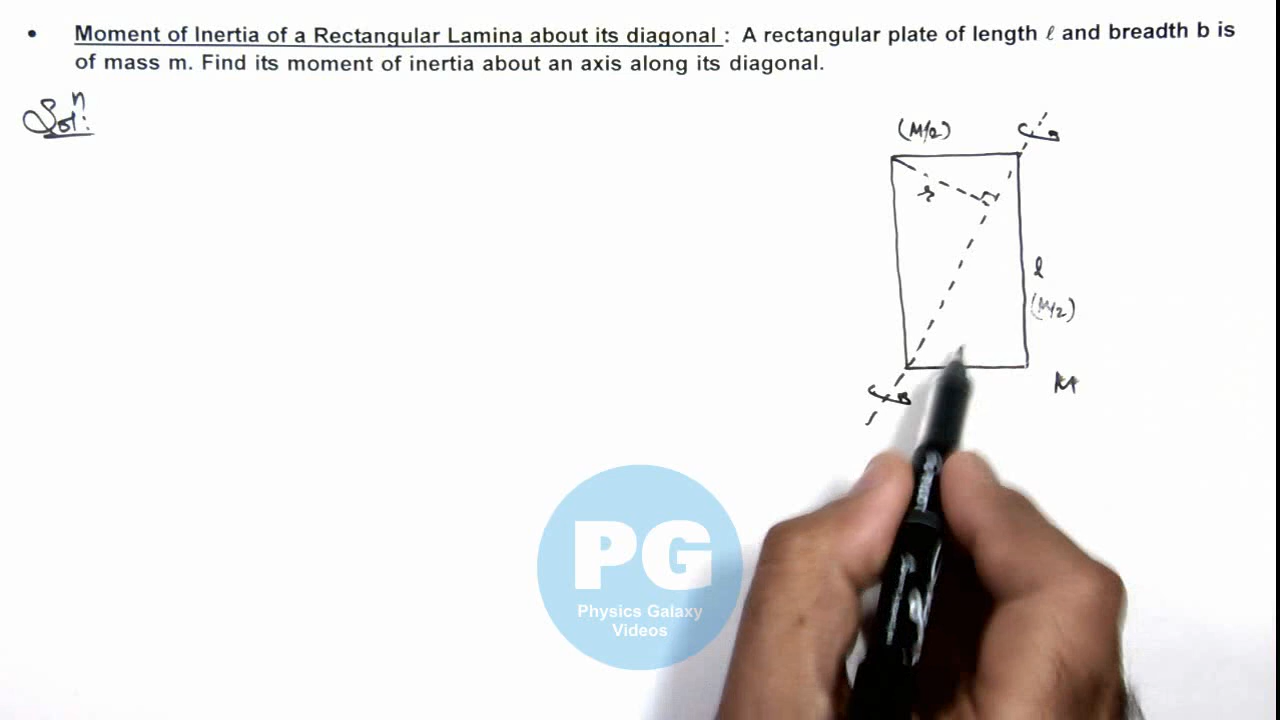 • Moment of Inertia of a Rectangular Lamina about its diagonal : A rectangular plate of length ℓ and breadth b is
of mass m. Find its moment of inertia about an axis along its diagonal.
Solⁿ:
(M/2)
r
l
(M/2)
M
PG
Physics Galaxy
Videos